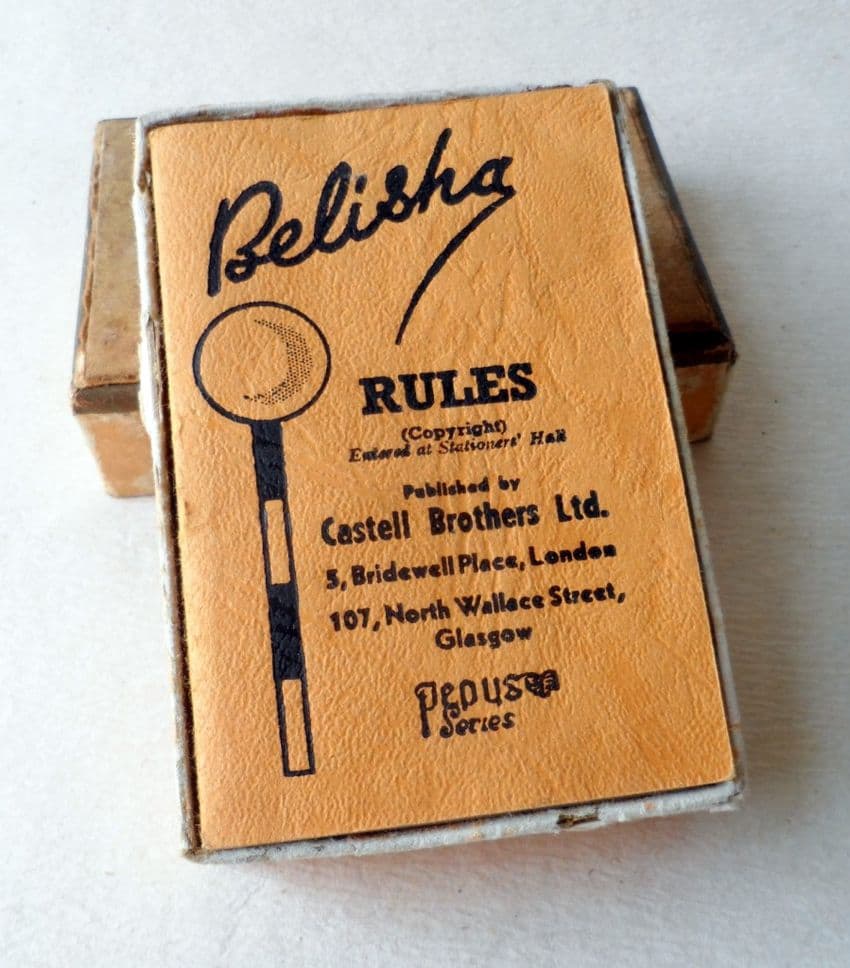 Belisha
RULES
(Copyright)
Entered at Stationers' Hall
Published by
Castell Brothers Ltd.
5, Bridewell Place, London
107, North Wallace Street,
Glasgow
Pepys
Series